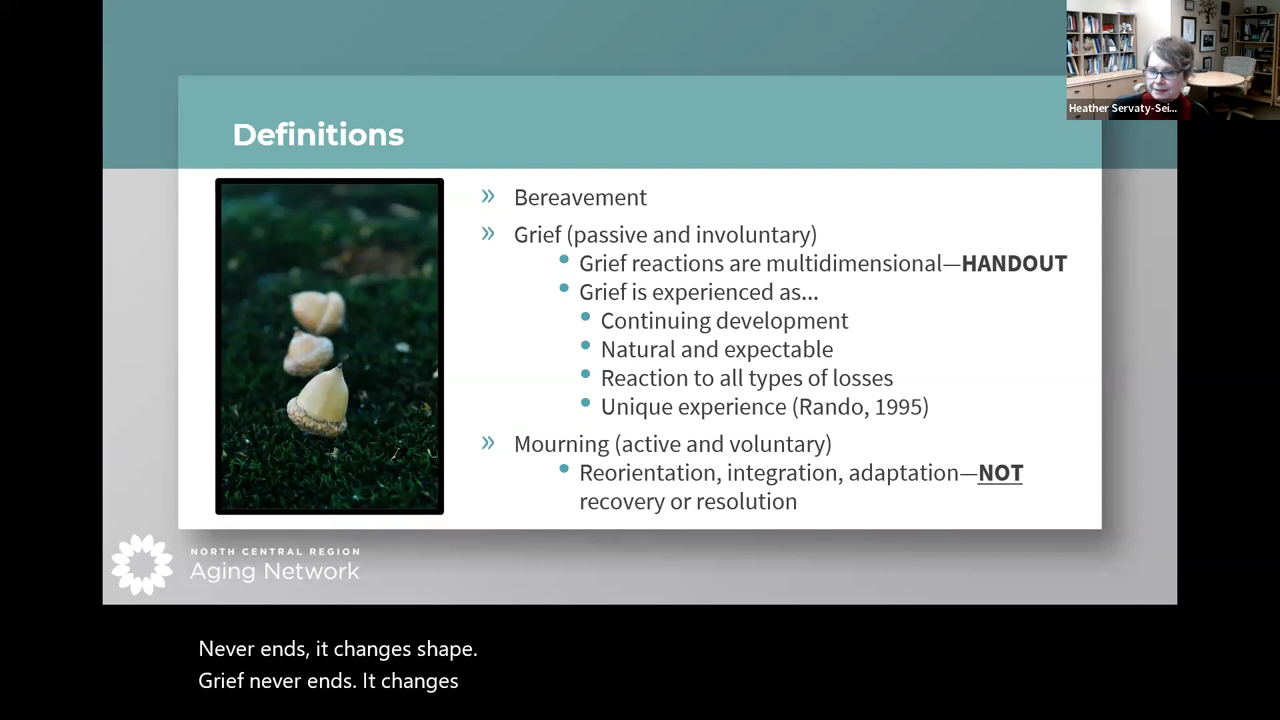 Heather Servaty-Sei...
Definitions
» Bereavement
» Grief (passive and involuntary)
• Grief reactions are multidimensional—HANDOUT
• Grief is experienced as...
• Continuing development
• Natural and expectable
• Reaction to all types of losses
• Unique experience (Rando, 1995)
» Mourning (active and voluntary)
• Reorientation, integration, adaptation—NOT
recovery or resolution
NORTH CENTRAL REGION
Aging Network
Never ends, it changes shape.
Grief never ends. It changes